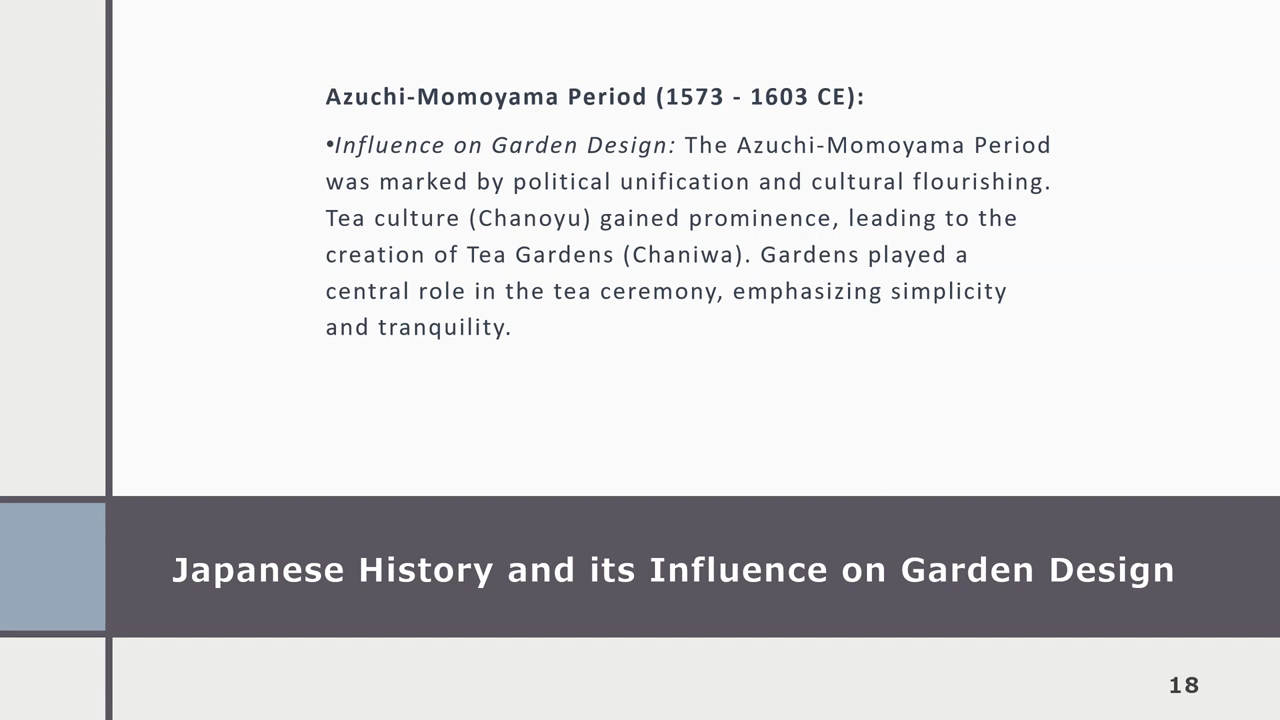 Azuchi-Momoyama Period (1573 - 1603 CE):
•Influence on Garden Design: The Azuchi-Momoyama Period
was marked by political unification and cultural flourishing.
Tea culture (Chanoyu) gained prominence, leading to the
creation of Tea Gardens (Chaniwa). Gardens played a
central role in the tea ceremony, emphasizing simplicity
and tranquility.
Japanese History and its Influence on Garden Design
18